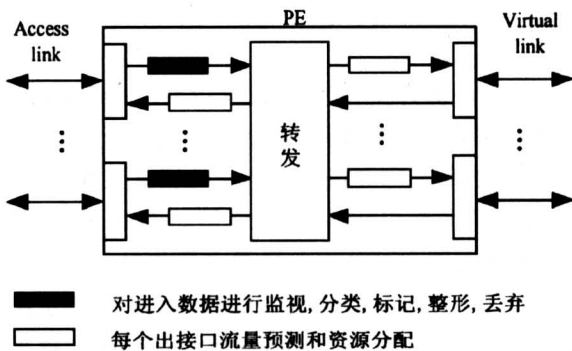 PE
Access
link
Virtual
link
转
发
对进入数据进行监视, 分类, 标记, 整形, 丢弃
每个出接口流量预测和资源分配